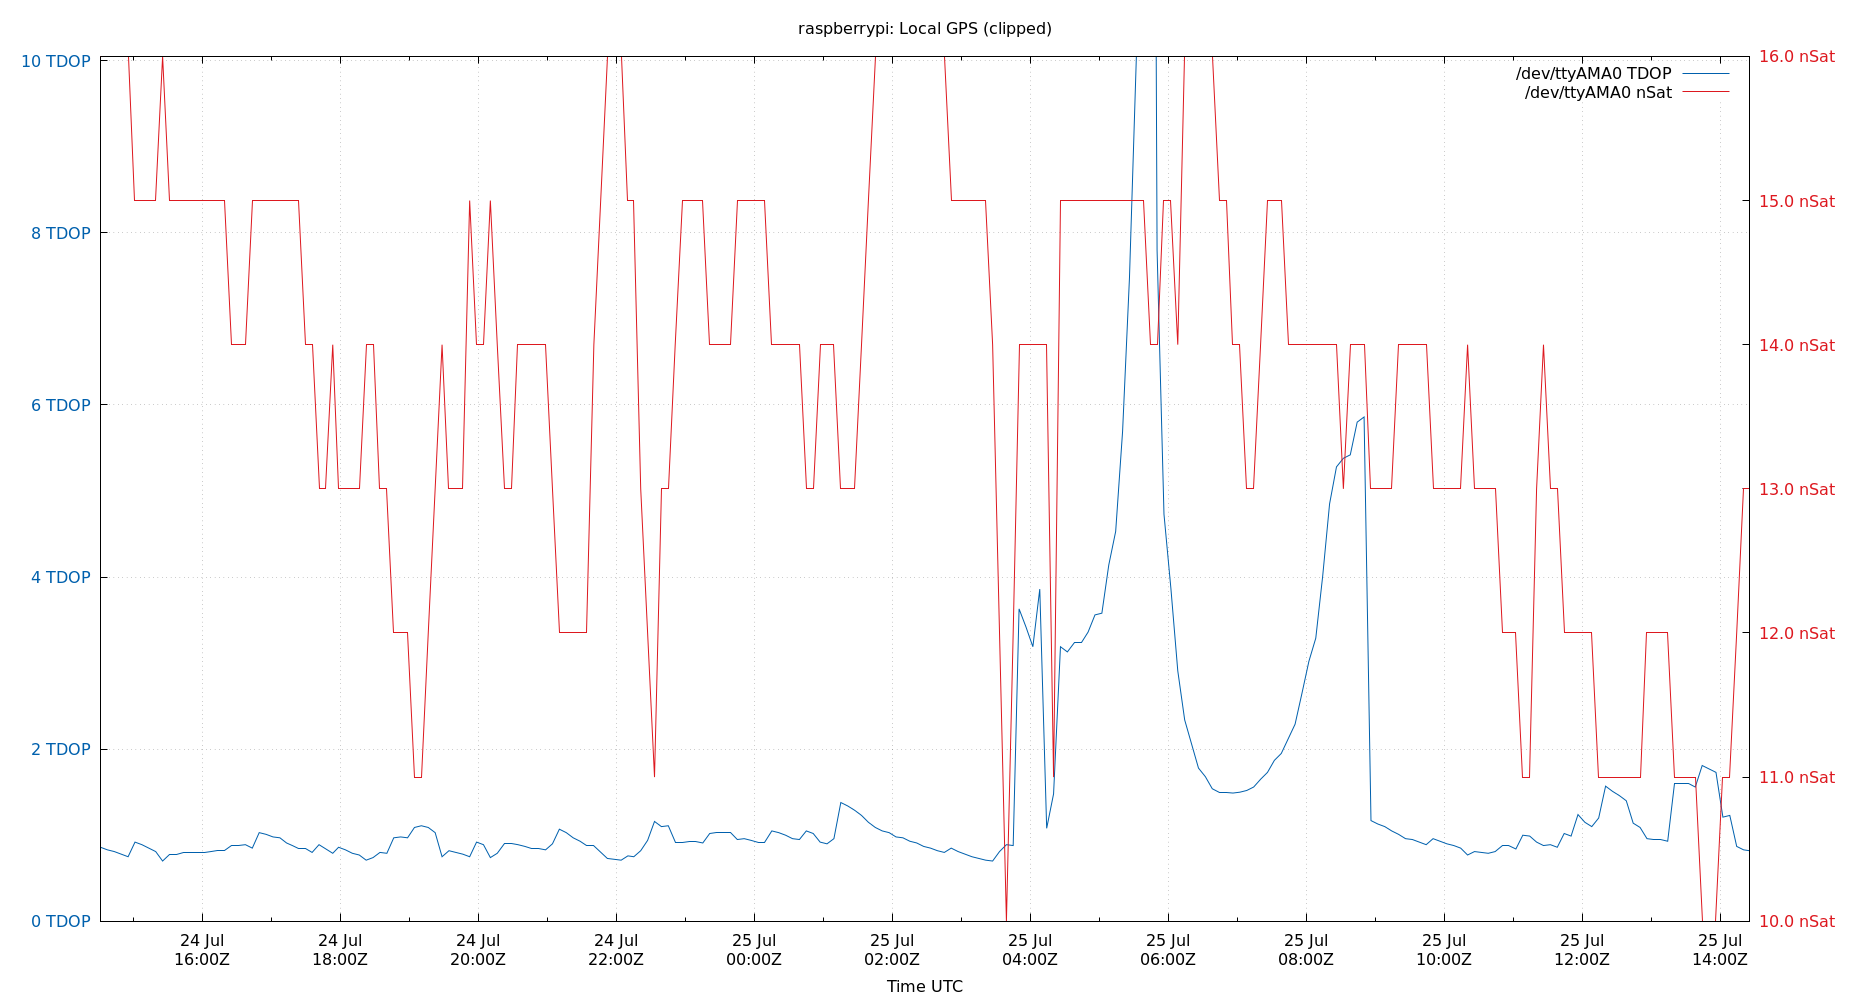 raspberrypi: Local GPS (clipped)
10 TDOP
8 TDOP
6 TDOP
4 TDOP
2 TDOP
0 TDOP
16.0 nSat
15.0 nSat
14.0 nSat
13.0 nSat
12.0 nSat
11.0 nSat
10.0 nSat
/dev/ttyAMA0 TDOP
/dev/ttyAMA0 nSat
24 Jul
16:00Z
24 Jul
18:00Z
24 Jul
20:00Z
24 Jul
22:00Z
25 Jul
00:00Z
25 Jul
02:00Z
25 Jul
04:00Z
25 Jul
06:00Z
25 Jul
08:00Z
25 Jul
10:00Z
25 Jul
12:00Z
25 Jul
14:00Z
Time UTC